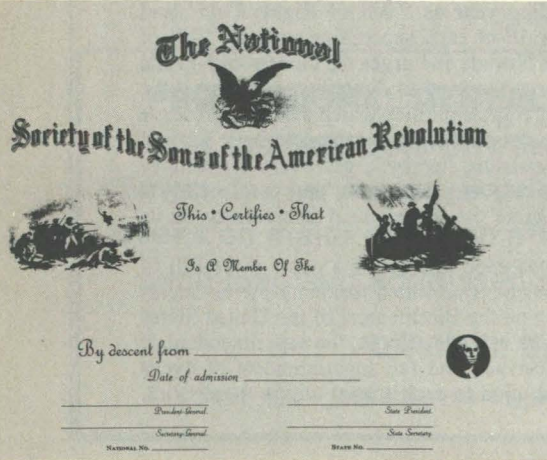 The National
Society of the Sons of the American Revolution
This • Certifies • That
Is A Member Of The
By descent from
Date of admission
President-General. State President.
Secretary-General. State Secretary.
National No. State No.